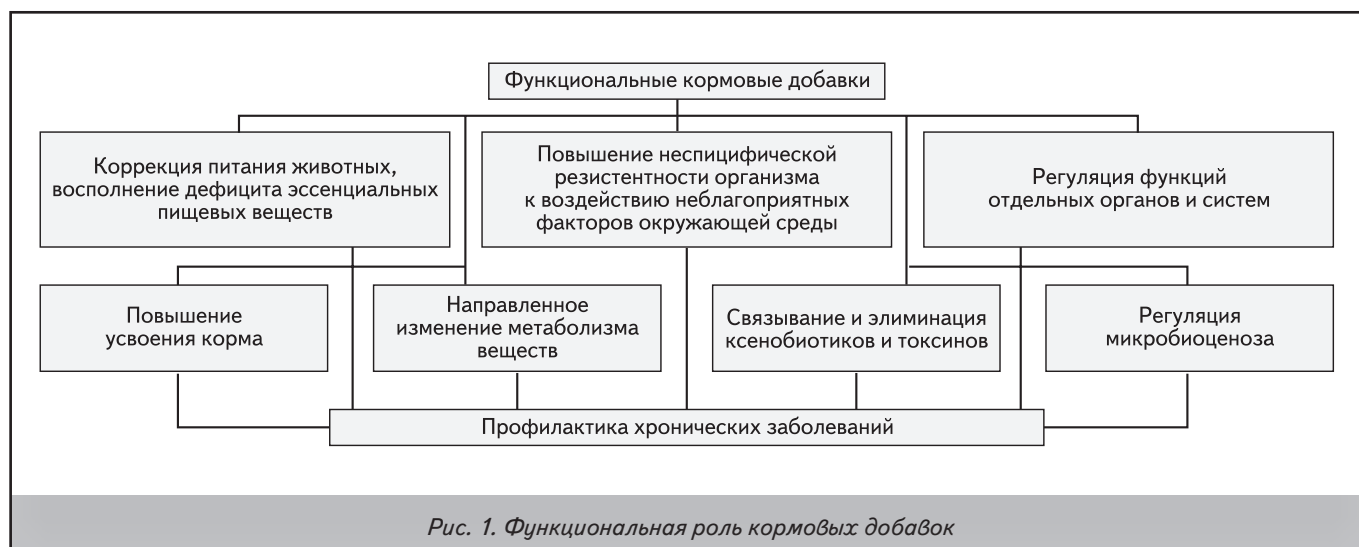 Функциональные кормовые добавки
Коррекция питания животных,
восполнение дефицита эссенциальных
пищевых веществ
Повышение неспицифической
резистентности организма
к воздействию неблагоприятных
факторов окружающей среды
Регуляция функций
отдельных органов и систем
Повышение
усвоения корма
Направленное
изменение метаболизма
веществ
Связывание и элиминация
ксенобиотиков и токсинов
Регуляция
микробиоценоза
Профилактика хронических заболеваний
Рис. 1. Функциональная роль кормовых добавок